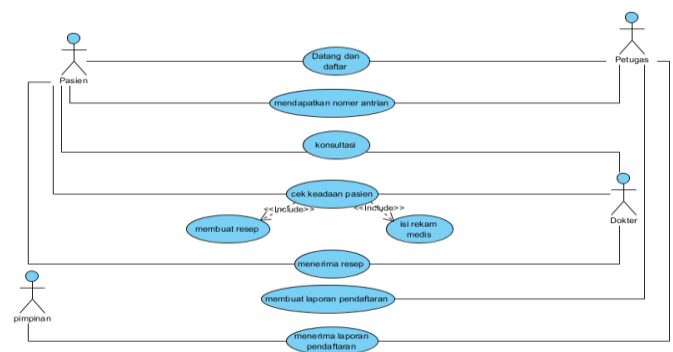 Datang dan
daftar
Pasien
Petugas
mendapatkan nomer antrian
konsultasi
cek keadaan pasien
<<Include>>
<<Include>>
membuat resep
isi rekam
medis
Dokter
menerima resep
membuat laporan pendaftaran
pimpinan
menerima laporan
pendaftaran